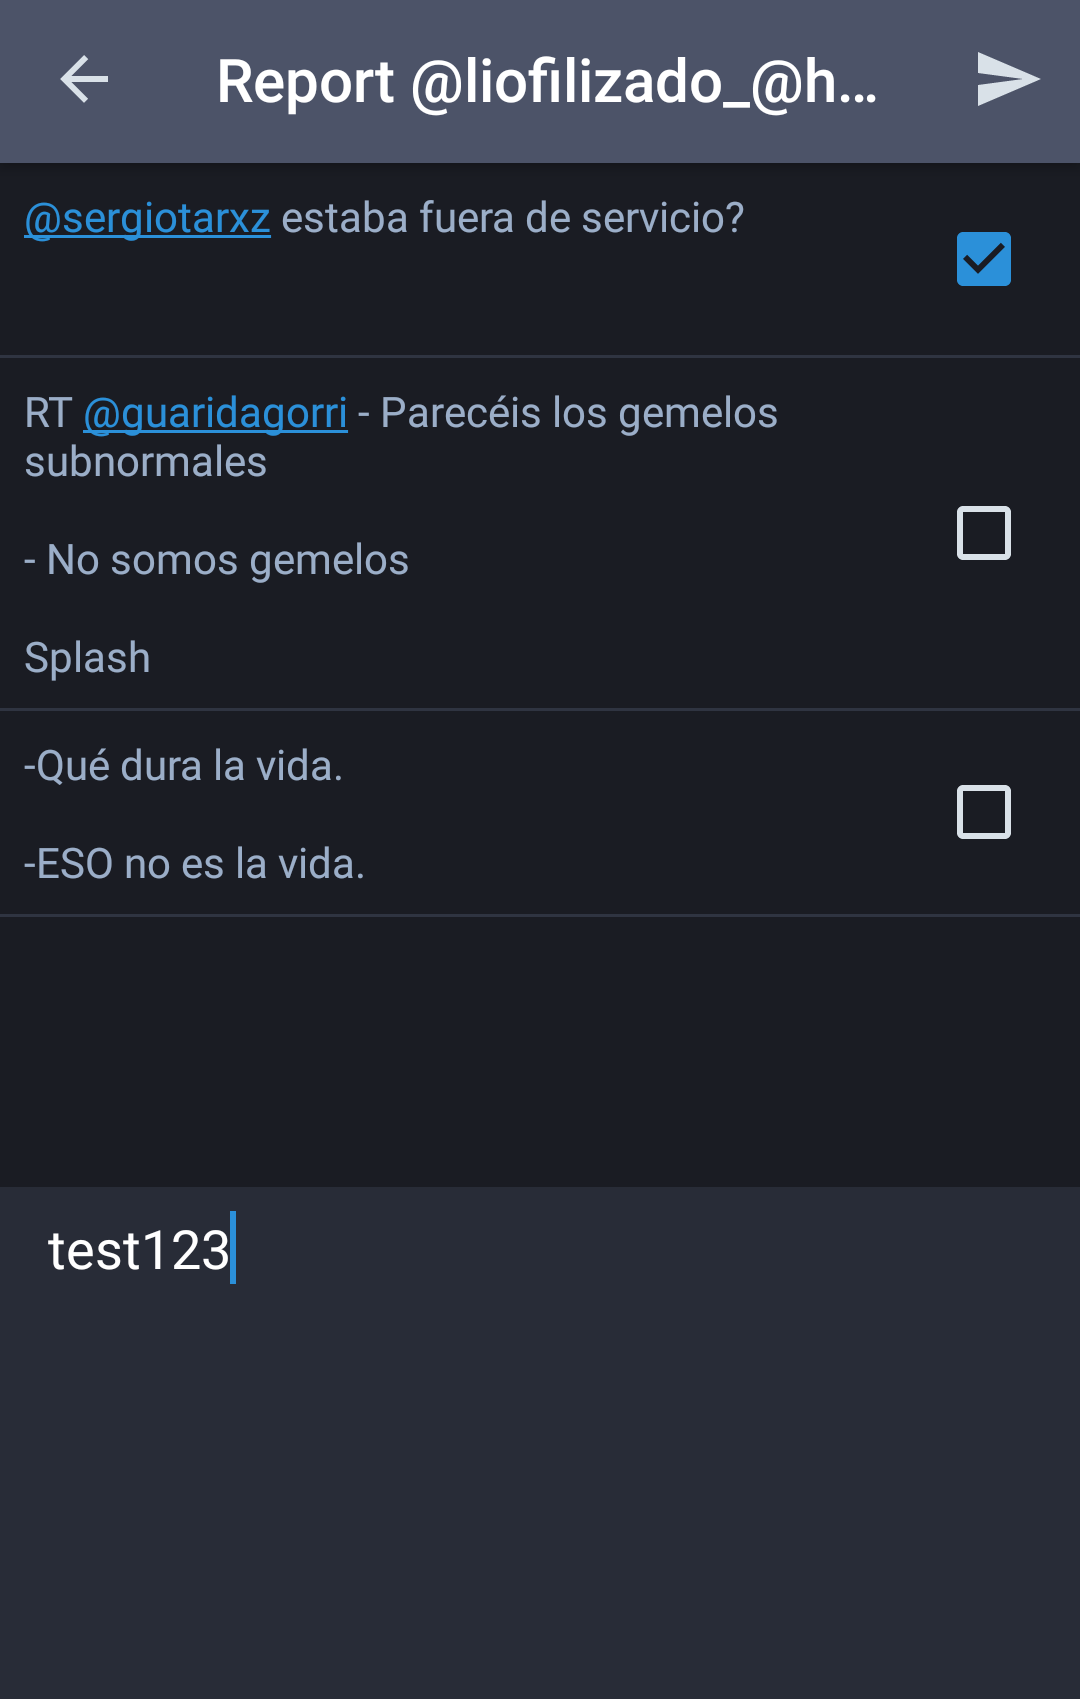 Report @liofilizado_@h...
@sergiotarxz estaba fuera de servicio?
RT @guaridagorri - Parecéis los gemelos
subnormales
- No somos gemelos
Splash
-Qué dura la vida.
-ESO no es la vida.
test123